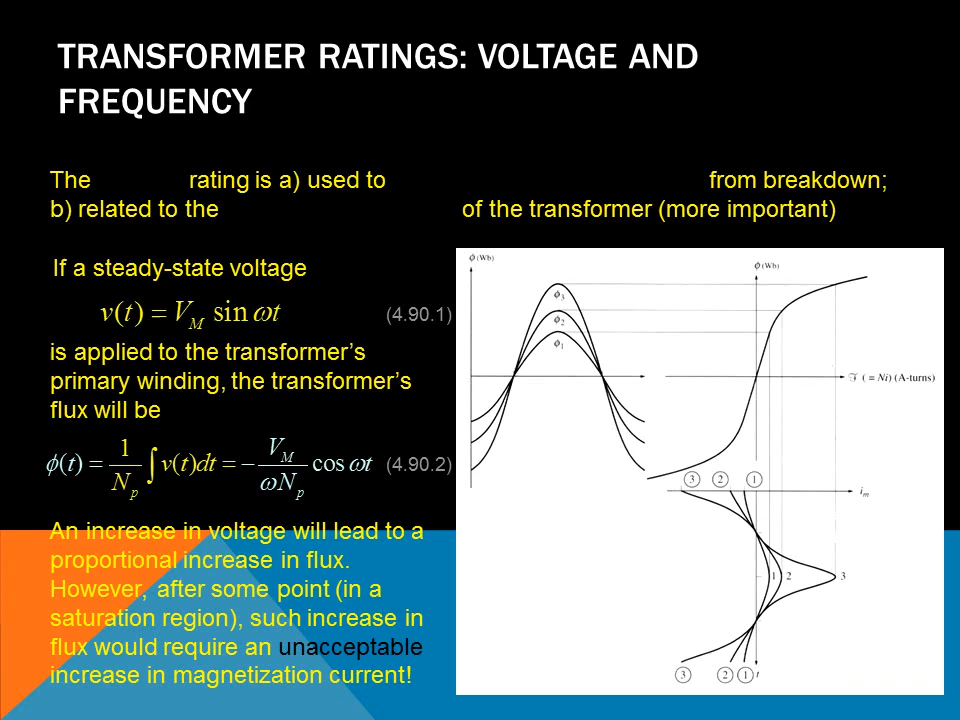 TRANSFORMER RATINGS: VOLTAGE AND
FREQUENCY
The rating is a) used to from breakdown;
b) related to the of the transformer (more important)
If a steady-state voltage
v(t) = V_M sin ωt (4.90.1)
is applied to the transformer’s
primary winding, the transformer’s
flux will be
ϕ(t) = 1/N_p ∫ v(t)dt = − V_M/ωN_p cos ωt (4.90.2)
An increase in voltage will lead to a
proportional increase in flux.
However, after some point (in a
saturation region), such increase in
flux would require an unacceptable
increase in magnetization current!
ϕ (Wb)
ϕ3
ϕ2
ϕ1
ϕ (Wb)
ℱ ( = Ni) (A-turns)
③ ② ①
i_m
1 2 3
③ ② ① t